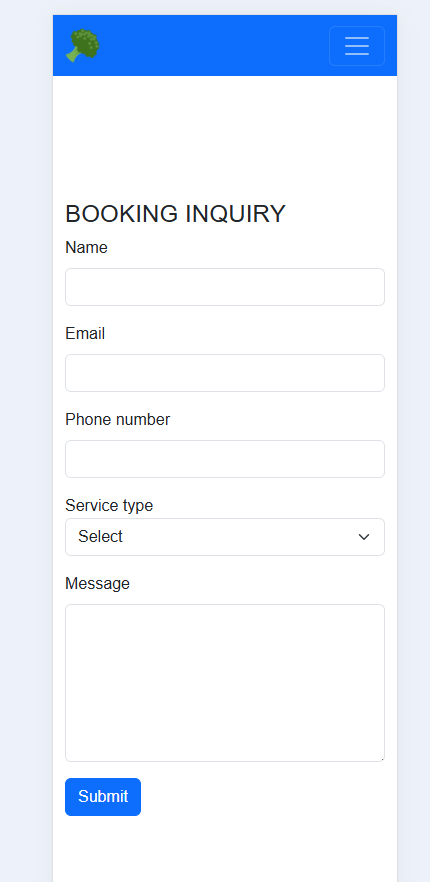 BOOKING INQUIRY
Name
Email
Phone number
Service type
Select
Message
Submit